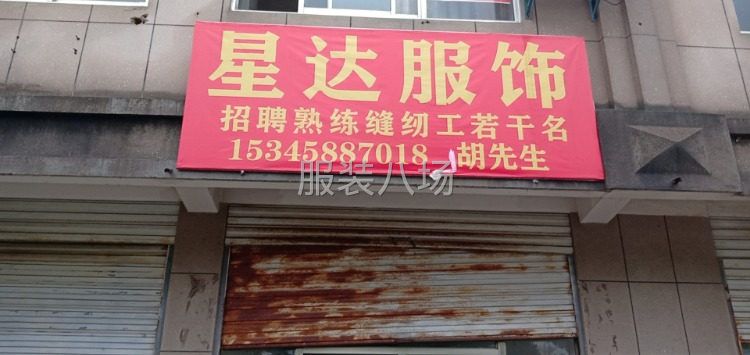 星达服饰
招聘熟练缝纫工若干名
15345887018 胡先生
服装八场